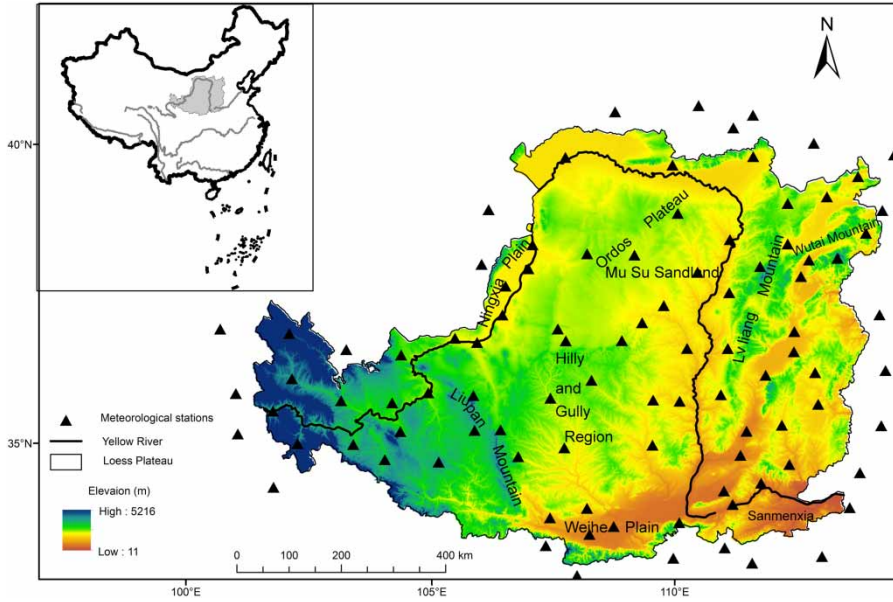 N
40°N
Plateau
Ordos
Wutai Mountain
Plain
Ningxia
Mu Su Sandland
Mountain
Lv liang
Hilly
and
Gully
Region
Liupan
Mountain
Meteorological stations
Yellow River
35°N
Loess Plateau
Elevaion (m)
High : 5216
Low : 11
Weihe Plain
Sanmenxia
0 100 200 400 km
100°E
105°E
110°E